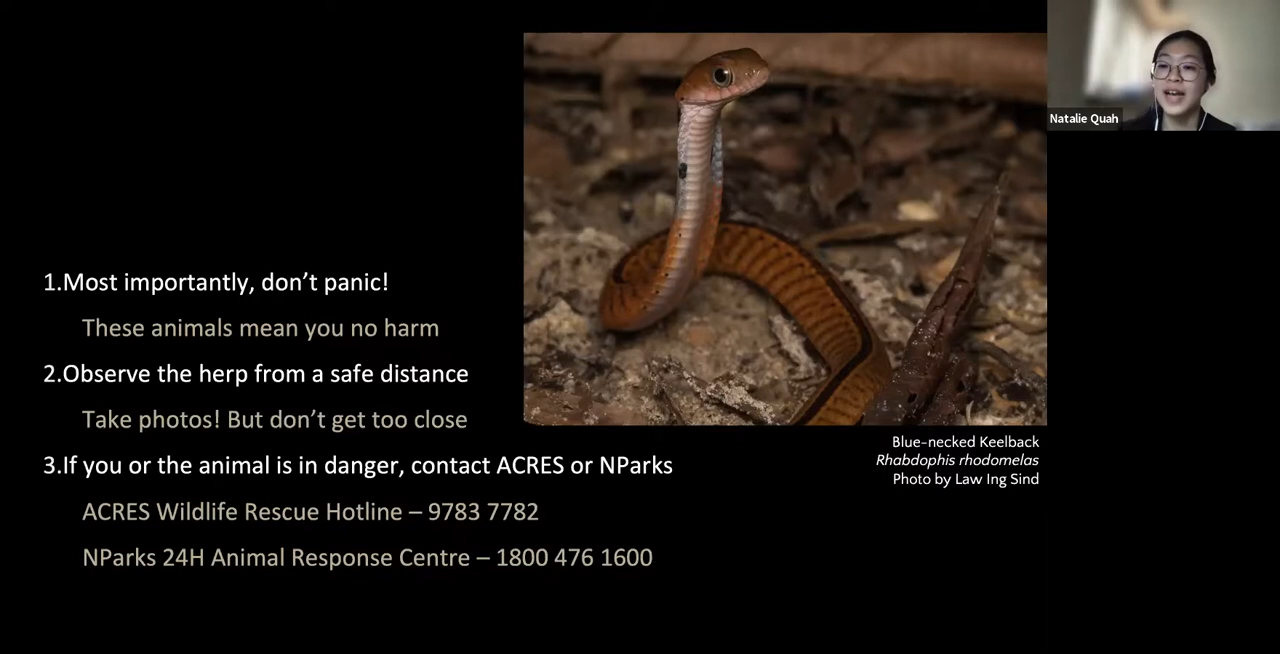 Natalie Quah
1.Most importantly, don’t panic!
These animals mean you no harm
2.Observe the herp from a safe distance
Take photos! But don’t get too close
3.If you or the animal is in danger, contact ACRES or NParks
ACRES Wildlife Rescue Hotline – 9783 7782
NParks 24H Animal Response Centre – 1800 476 1600
Blue-necked Keelback
Rhabdophis rhodomelas
Photo by Law Ing Sind